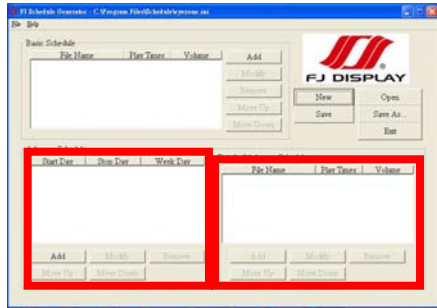 FJ Schedule Generator - C:\Program Files\Schedule\eyezone.ini
File Help
Basic Schedule
File Name Play Times Volume
Add
Modify
Remove
Move Up
Move Down
FJ DISPLAY
New Open
Save Save As...
Exit
Start Day Stop Day Week Day
Add Modify Remove
Move Up Move Down
File Name Play Times Volume
Add Modify Remove
Move Up Move Down